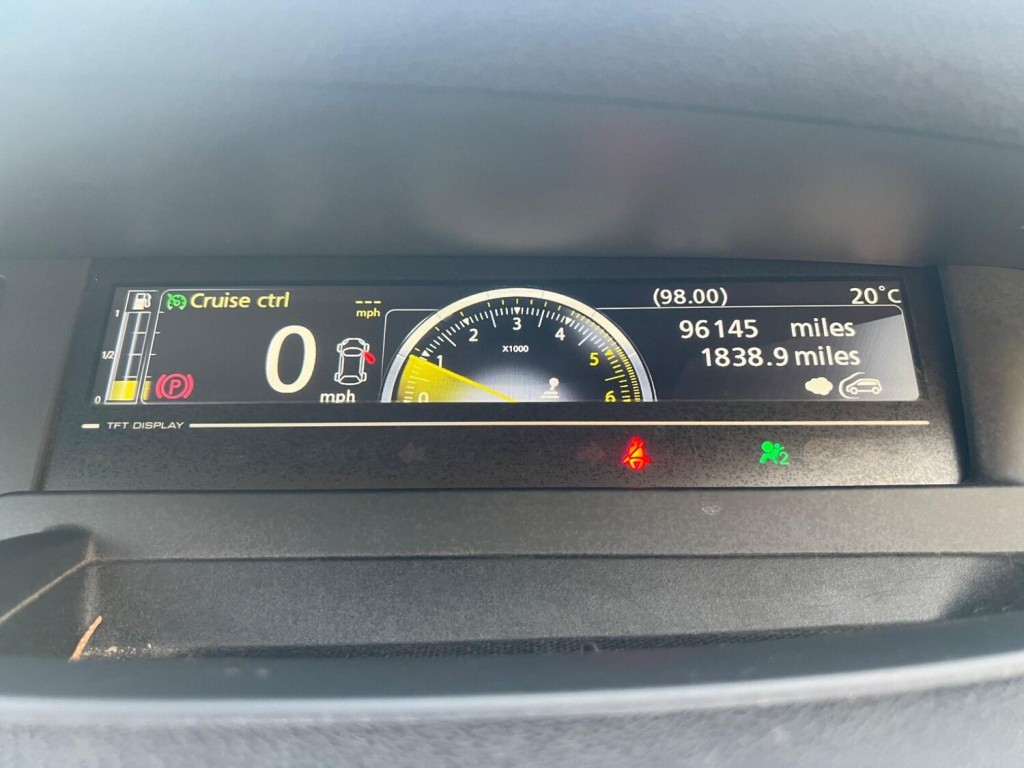 Cruise ctrl
---
mph
(98.00)
20°C
1
1/2
0
P
0
mph
0
1
2
3
4
5
6
X1000
96145 miles
1838.9 miles
TFT DISPLAY
2